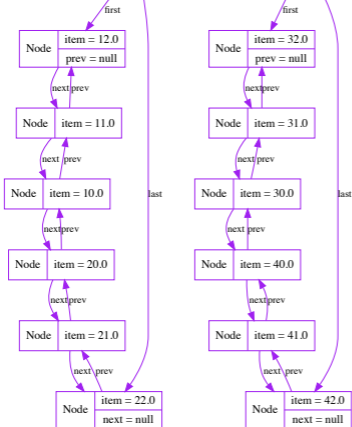 first
first
Node item = 12.0
prev = null
Node item = 32.0
prev = null
next prev
next prev
Node item = 11.0
Node item = 31.0
next prev
next prev
Node item = 10.0
last
Node item = 30.0
last
next prev
next prev
Node item = 20.0
Node item = 40.0
next prev
next prev
Node item = 21.0
Node item = 41.0
next prev
next prev
Node item = 22.0
next = null
Node item = 42.0
next = null